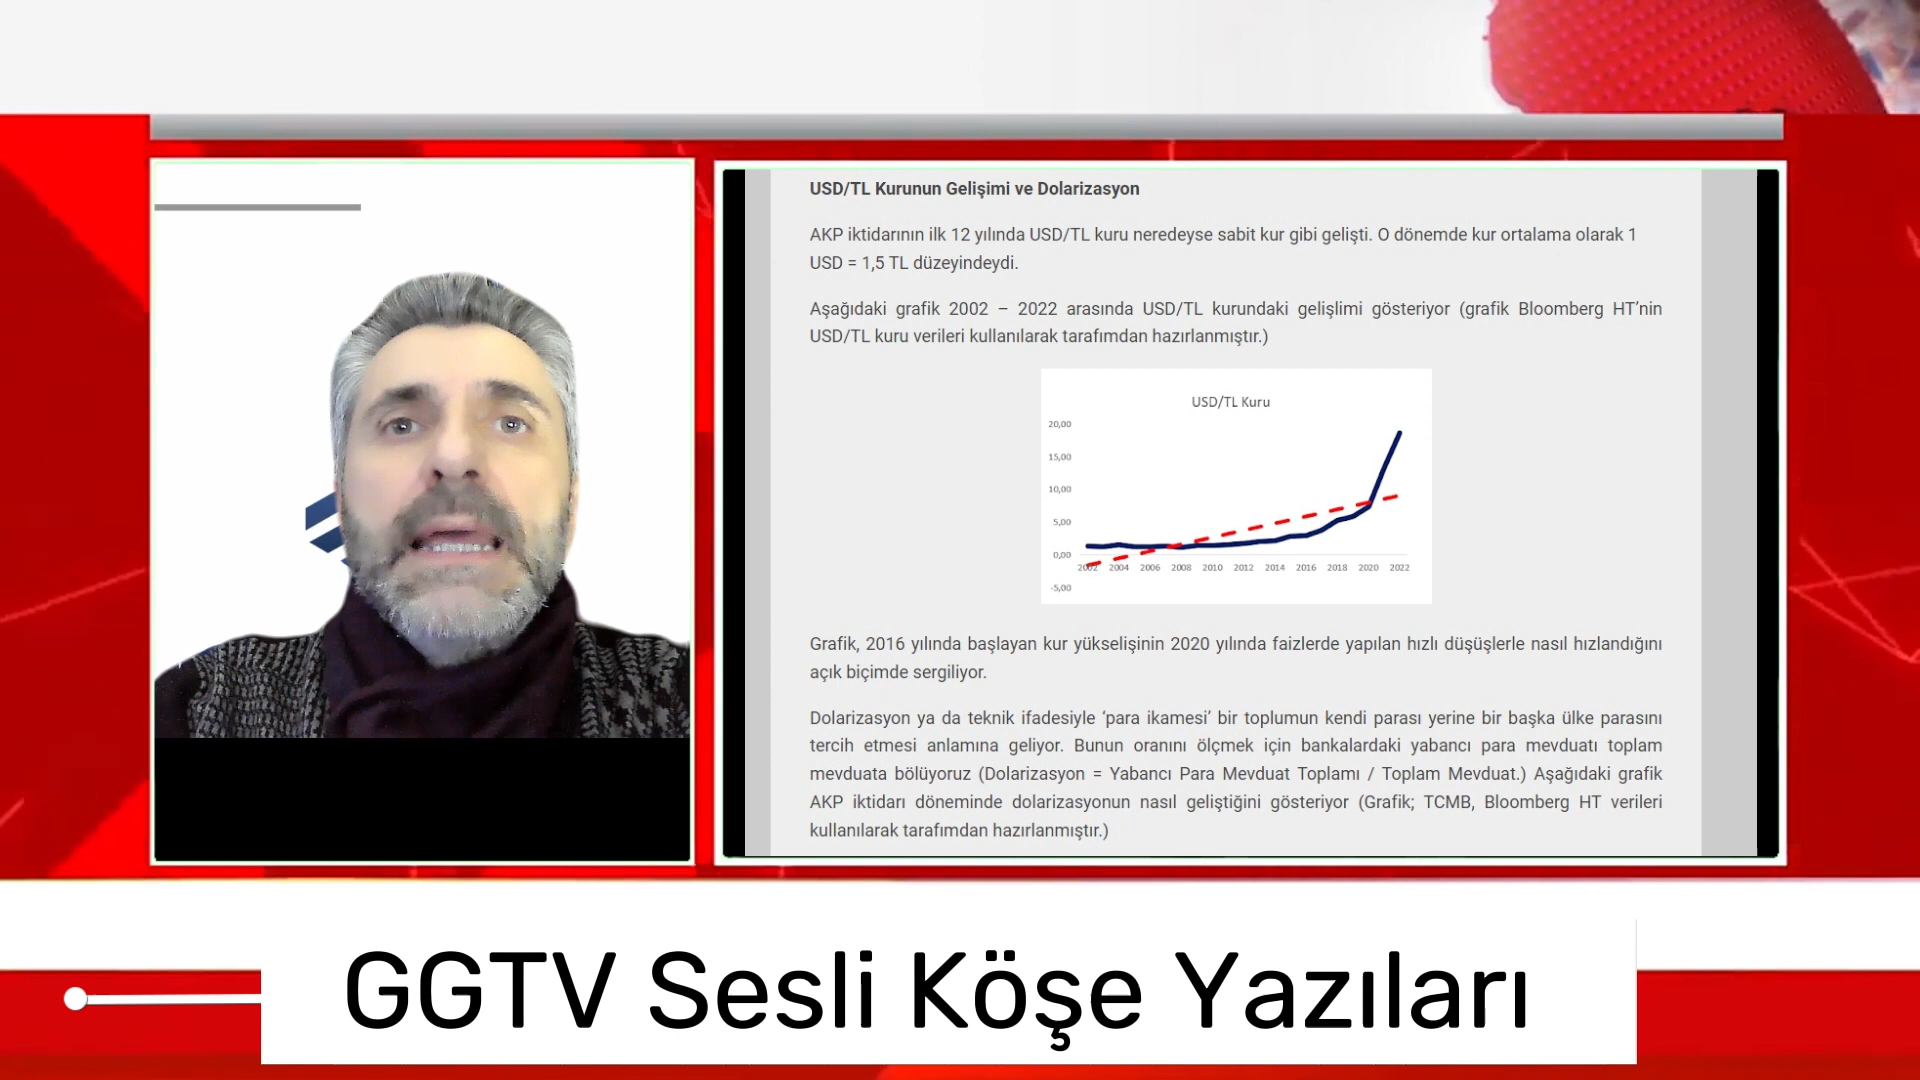 USD/TL Kurunun Gelişimi ve Dolarizasyon
AKP iktidarının ilk 12 yılında USD/TL kuru neredeyse sabit kur gibi gelişti. O dönemde kur ortalama olarak 1
USD = 1,5 TL düzeyindeydi.
Aşağıdaki grafik 2002 – 2022 arasında USD/TL kurundaki gelişlimi gösteriyor (grafik Bloomberg HT’nin
USD/TL kuru verileri kullanılarak tarafımdan hazırlanmıştır.)
USD/TL Kuru
20,00
15,00
10,00
5,00
0,00
2002 2004 2006 2008 2010 2012 2014 2016 2018 2020 2022
-5,00
Grafik, 2016 yılında başlayan kur yükselişinin 2020 yılında faizlerde yapılan hızlı düşüşlerle nasıl hızlandığını
açık biçimde sergiliyor.
Dolarizasyon ya da teknik ifadesiyle ‘para ikamesi’ bir toplumun kendi parası yerine bir başka ülke parasını
tercih etmesi anlamına geliyor. Bunun oranını ölçmek için bankalardaki yabancı para mevduatı toplam
mevduata bölüyoruz (Dolarizasyon = Yabancı Para Mevduat Toplamı / Toplam Mevduat.) Aşağıdaki grafik
AKP iktidarı döneminde dolarizasyonun nasıl geliştiğini gösteriyor (Grafik; TCMB, Bloomberg HT verileri
kullanılarak tarafımdan hazırlanmıştır.)
GGTV Sesli Köşe Yazıları